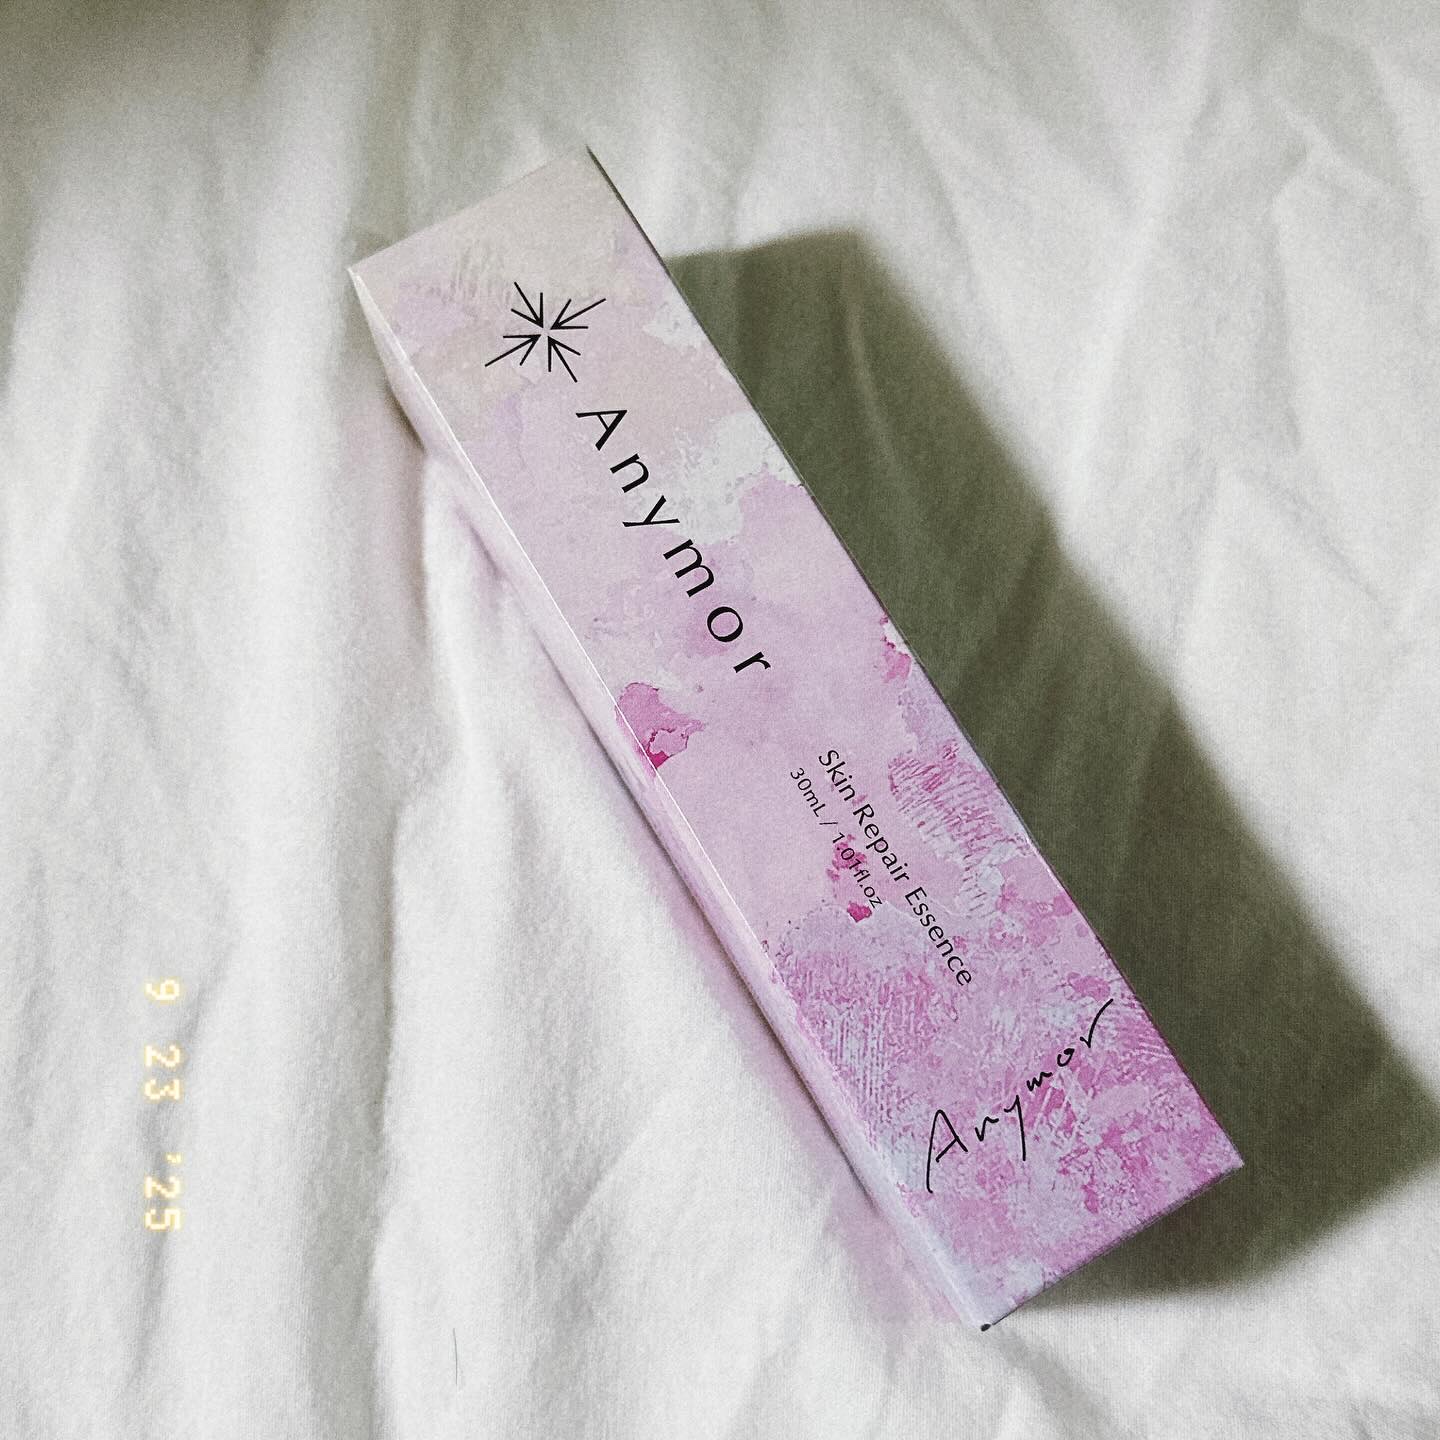 Anymor
Skin Repair Essence
30mL / 1.01fl.oz
Anymor
9 23 '25